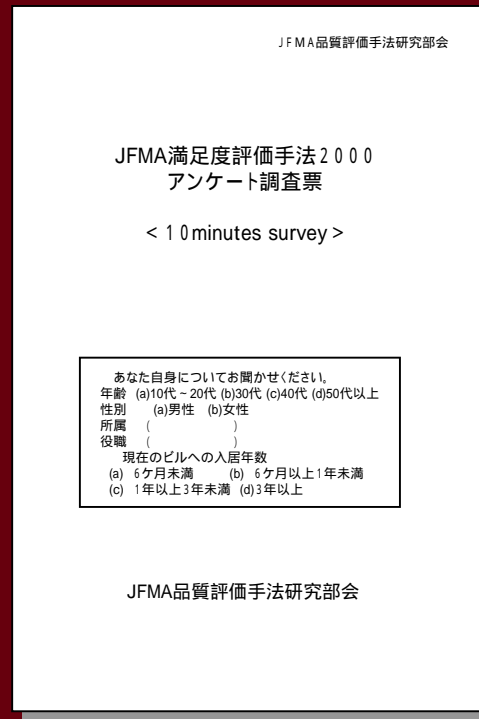 JFMA品質評価手法研究部会
JFMA満足度評価手法2000
アンケート調査票
<10minutes survey>
あなた自身についてお聞かせください。
年齢 (a)10代~20代 (b)30代 (c)40代 (d)50代以上
性別 (a)男性 (b)女性
所属 ( )
役職 ( )
現在のビルへの入居年数
(a) 6ケ月未満 (b) 6ケ月以上1年未満
(c) 1年以上3年未満 (d)3年以上
JFMA品質評価手法研究部会